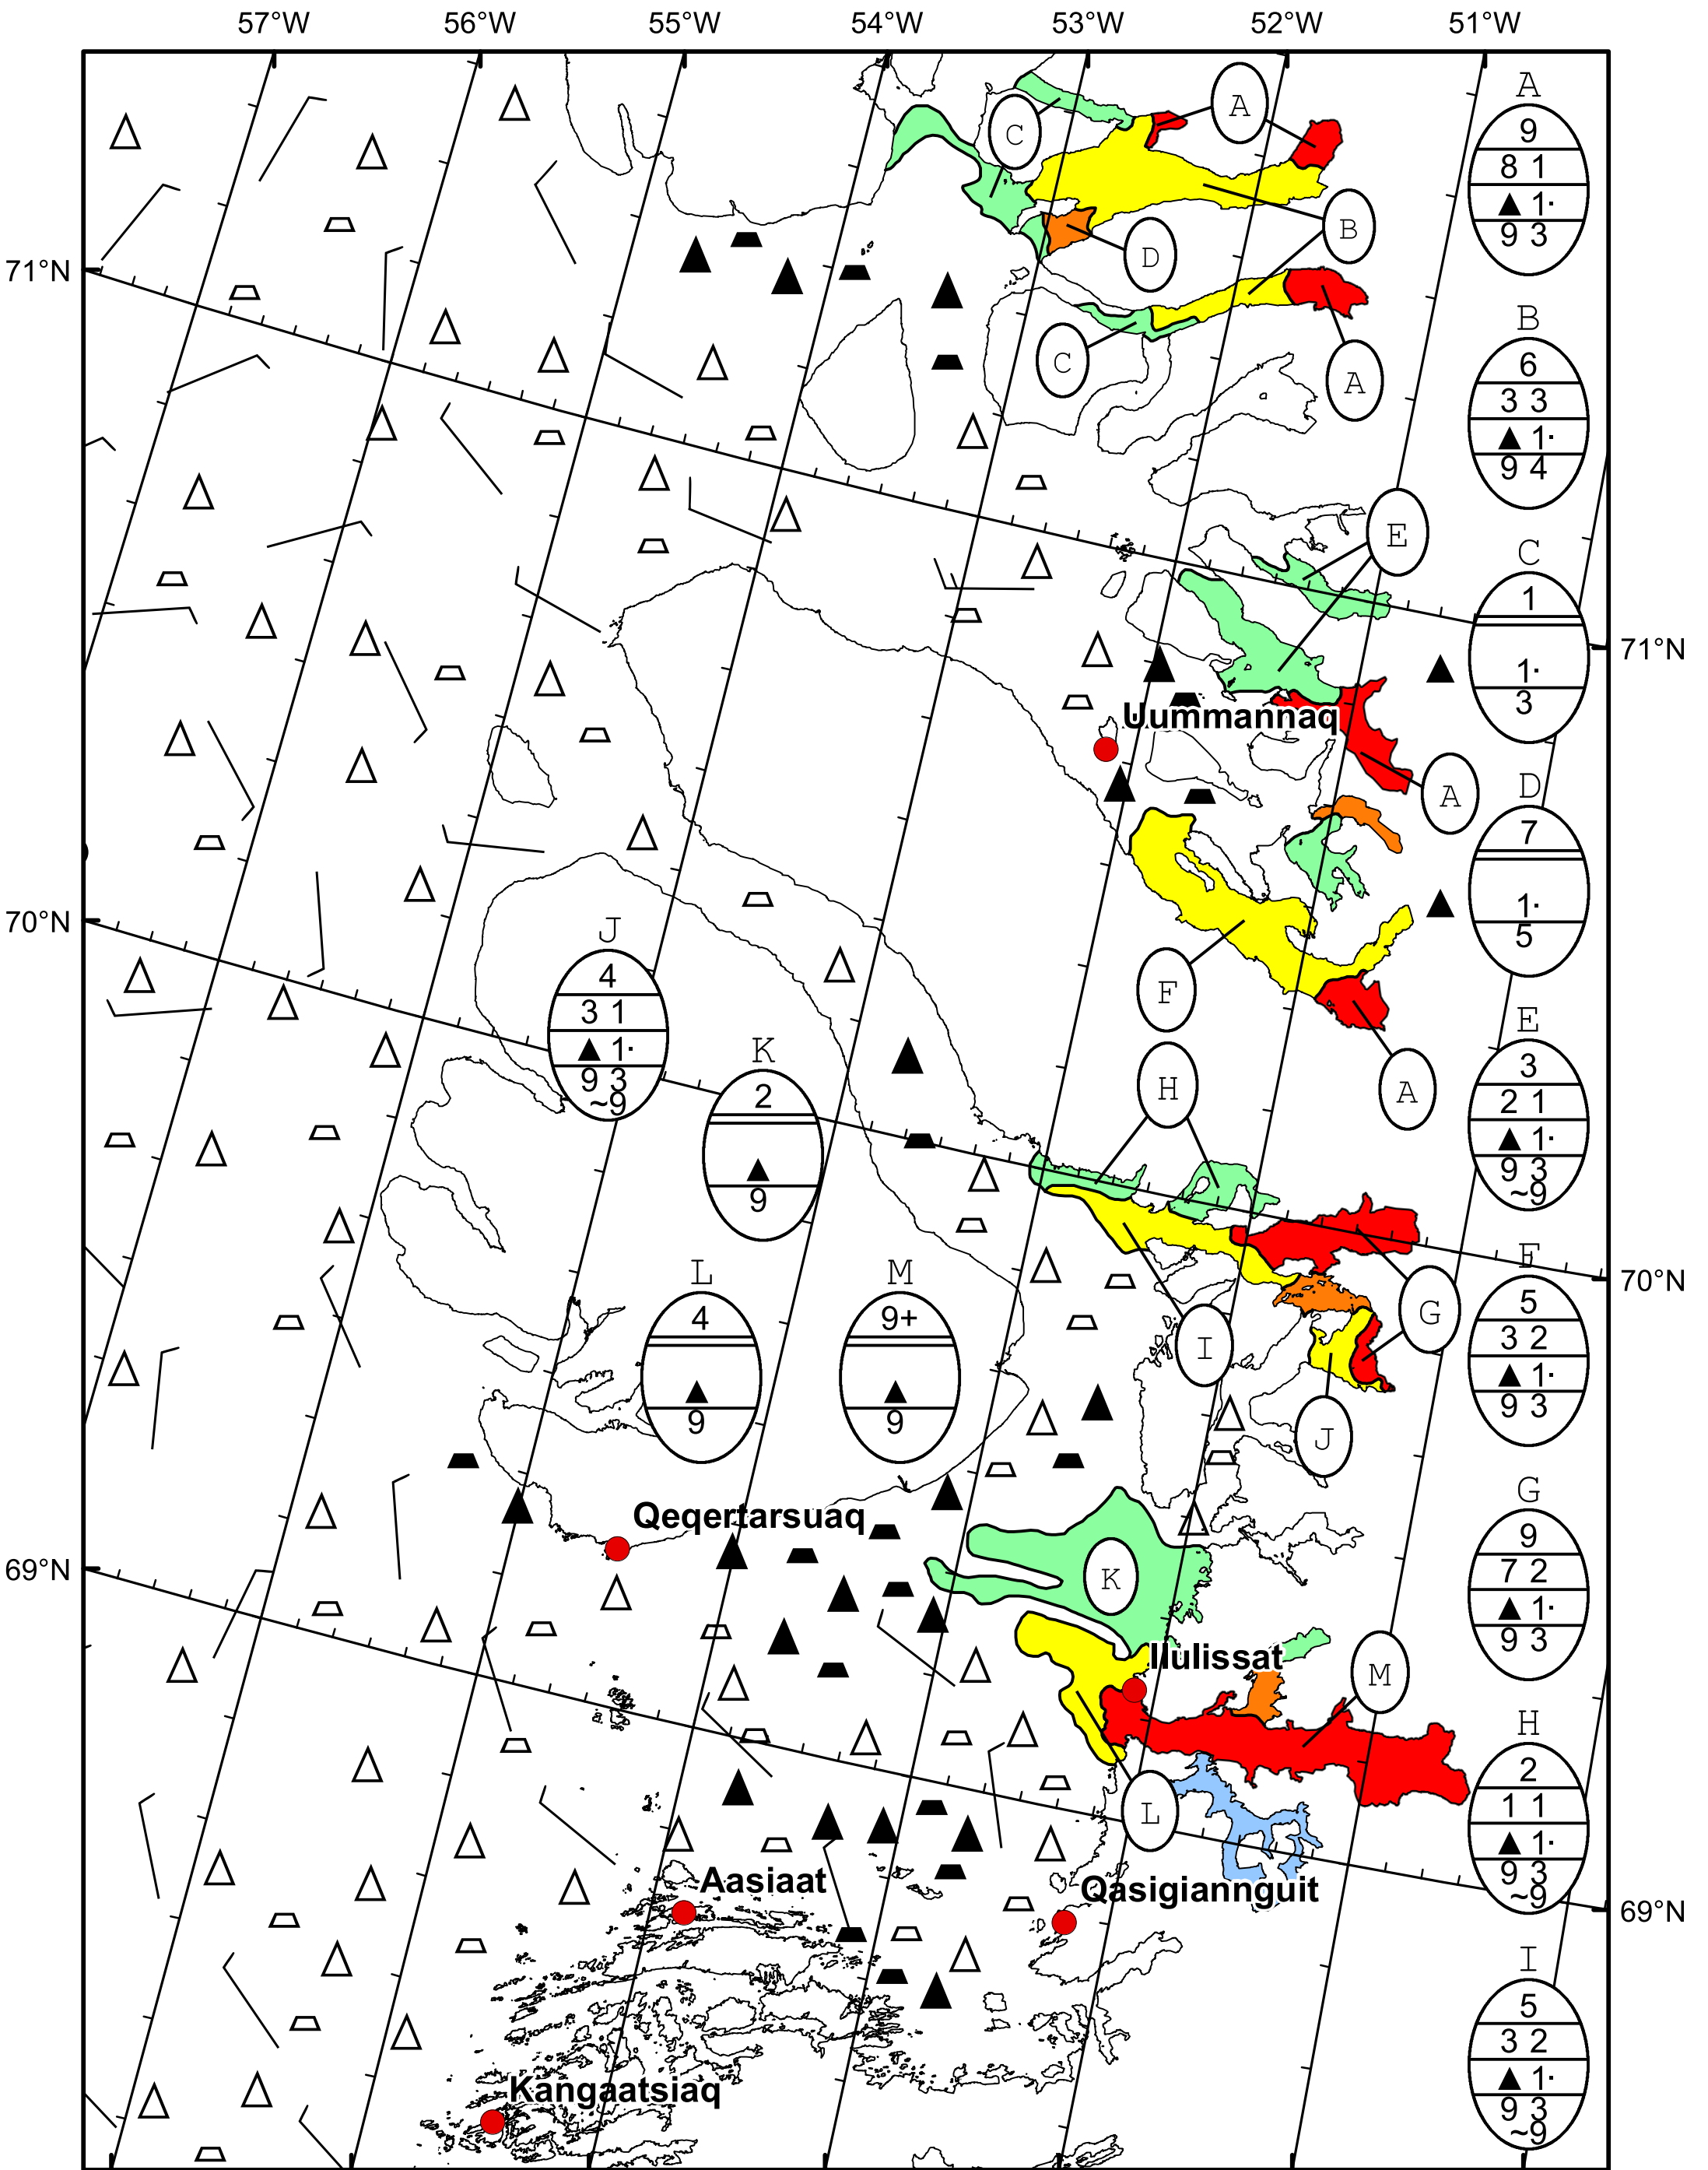 57°W 56°W 55°W 54°W 53°W 52°W 51°W
A
9
8 1
▲ 1·
9 3
C
A
B
D
71°N
C
A
B
6
3 3
▲ 1·
9 4
E
C
1
1·
3
71°N
Uummannaq
A
D
7
1·
5
70°N
J
4
3 1
▲ 1·
9 3
~9
F
K
2
▲
9
H
A
E
3
2 1
▲ 1·
9 3
~9
L
4
▲
9
M
9+
▲
9
70°N
G
I
J
F
5
3 2
▲ 1·
9 3
Qeqertarsuaq
69°N
K
G
9
7 2
▲ 1·
9 3
Ilulissat
M
L
H
2
1 1
▲ 1·
9 3
~9
Aasiaat
Qasigiannguit
69°N
I
5
3 2
▲ 1·
9 3
~9
Kangaatsiaq